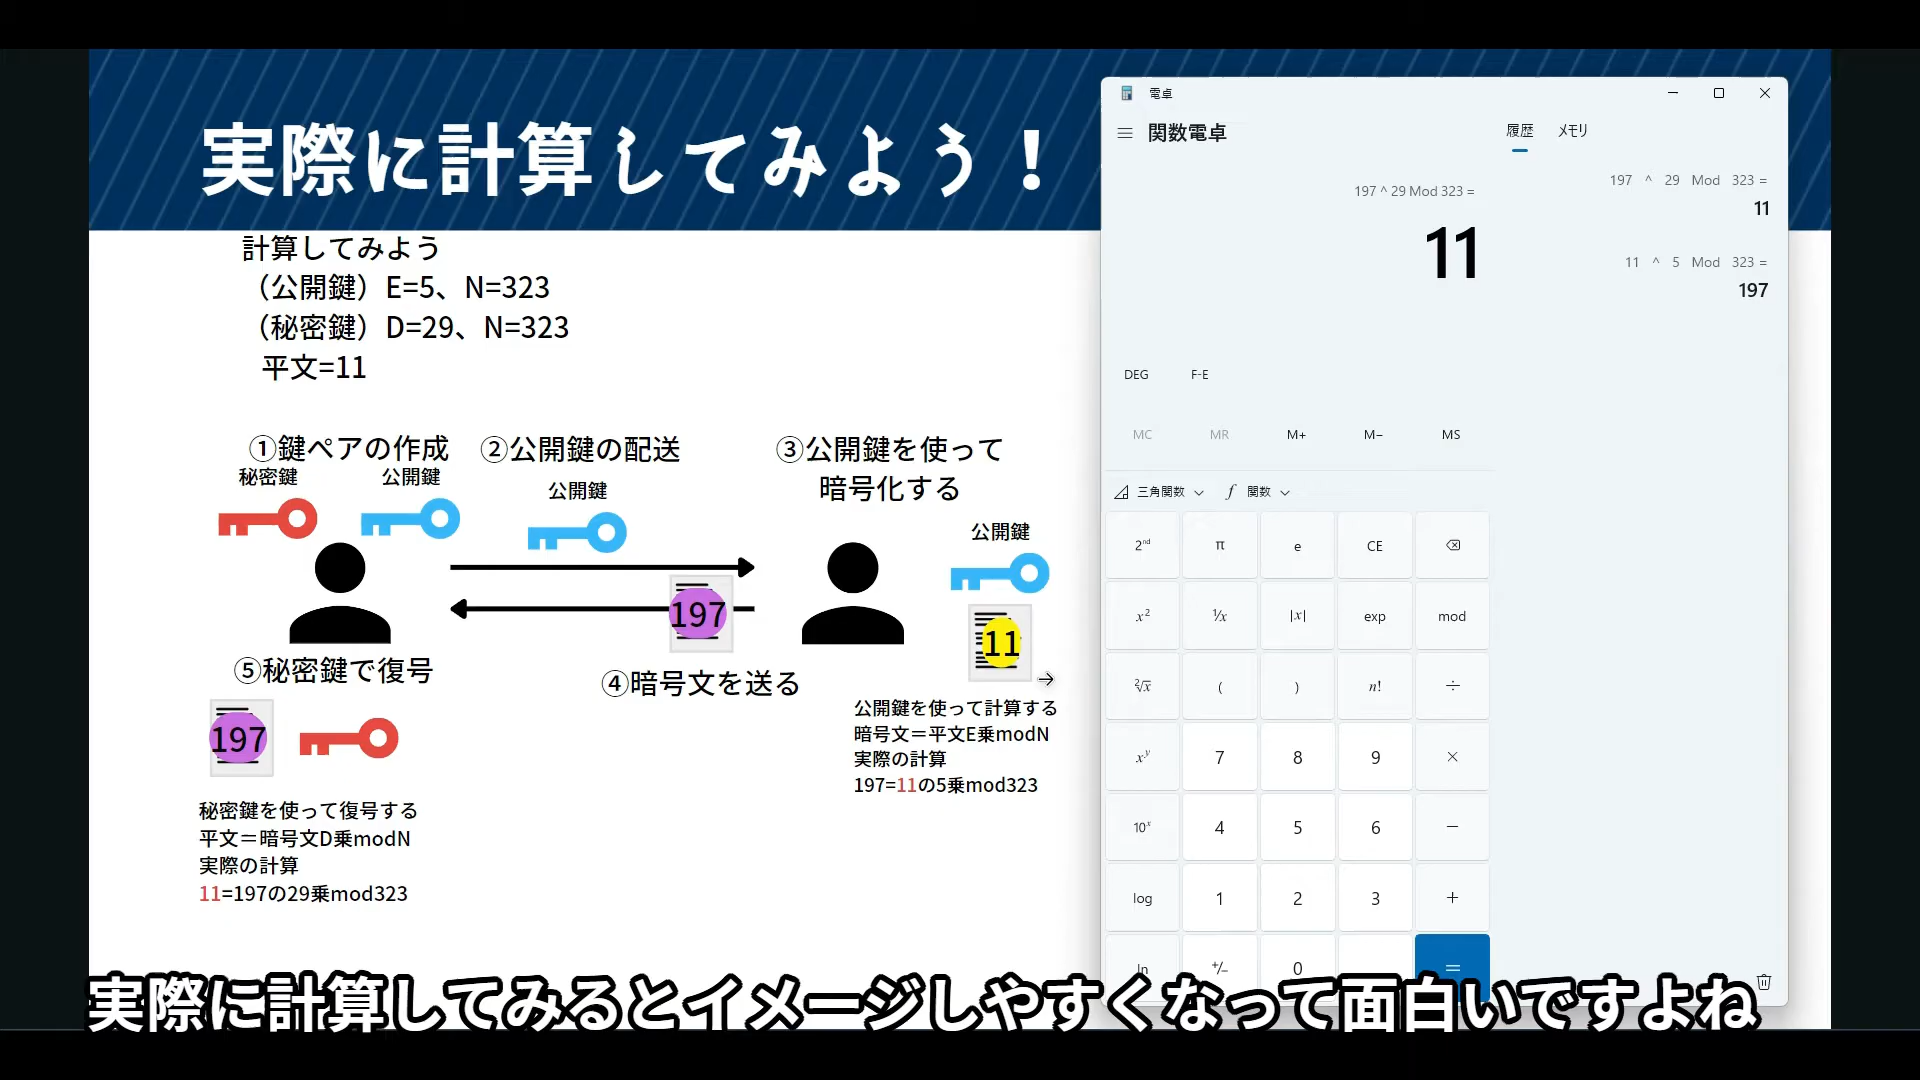 実際に計算してみよう！
計算してみよう
（公開鍵）E=5、N=323
（秘密鍵）D=29、N=323
平文=11
①鍵ペアの作成
秘密鍵
公開鍵
②公開鍵の配送
公開鍵
③公開鍵を使って
暗号化する
公開鍵
197
11
→
④暗号文を送る
公開鍵を使って計算する
暗号文＝平文E乗modN
実際の計算
197=11の5乗mod323
⑤秘密鍵で復号
197
秘密鍵を使って復号する
平文＝暗号文D乗modN
実際の計算
11=197の29乗mod323
電卓
関数電卓
197 ^ 29 Mod 323 =
11
履歴 メモリ
197 ^ 29 Mod 323 =
11
11 ^ 5 Mod 323 =
197
DEG F-E
MC MR M+ M- MS
三角関数 f 関数
2nd π e CE
x² ¹/x |x| exp mod
²√x ( ) n! ÷
xʸ 7 8 9 ×
10ˣ 4 5 6 −
log 1 2 3 +
ln +/− 0 =
実際に計算してみるとイメージしやすくなって面白いですよね